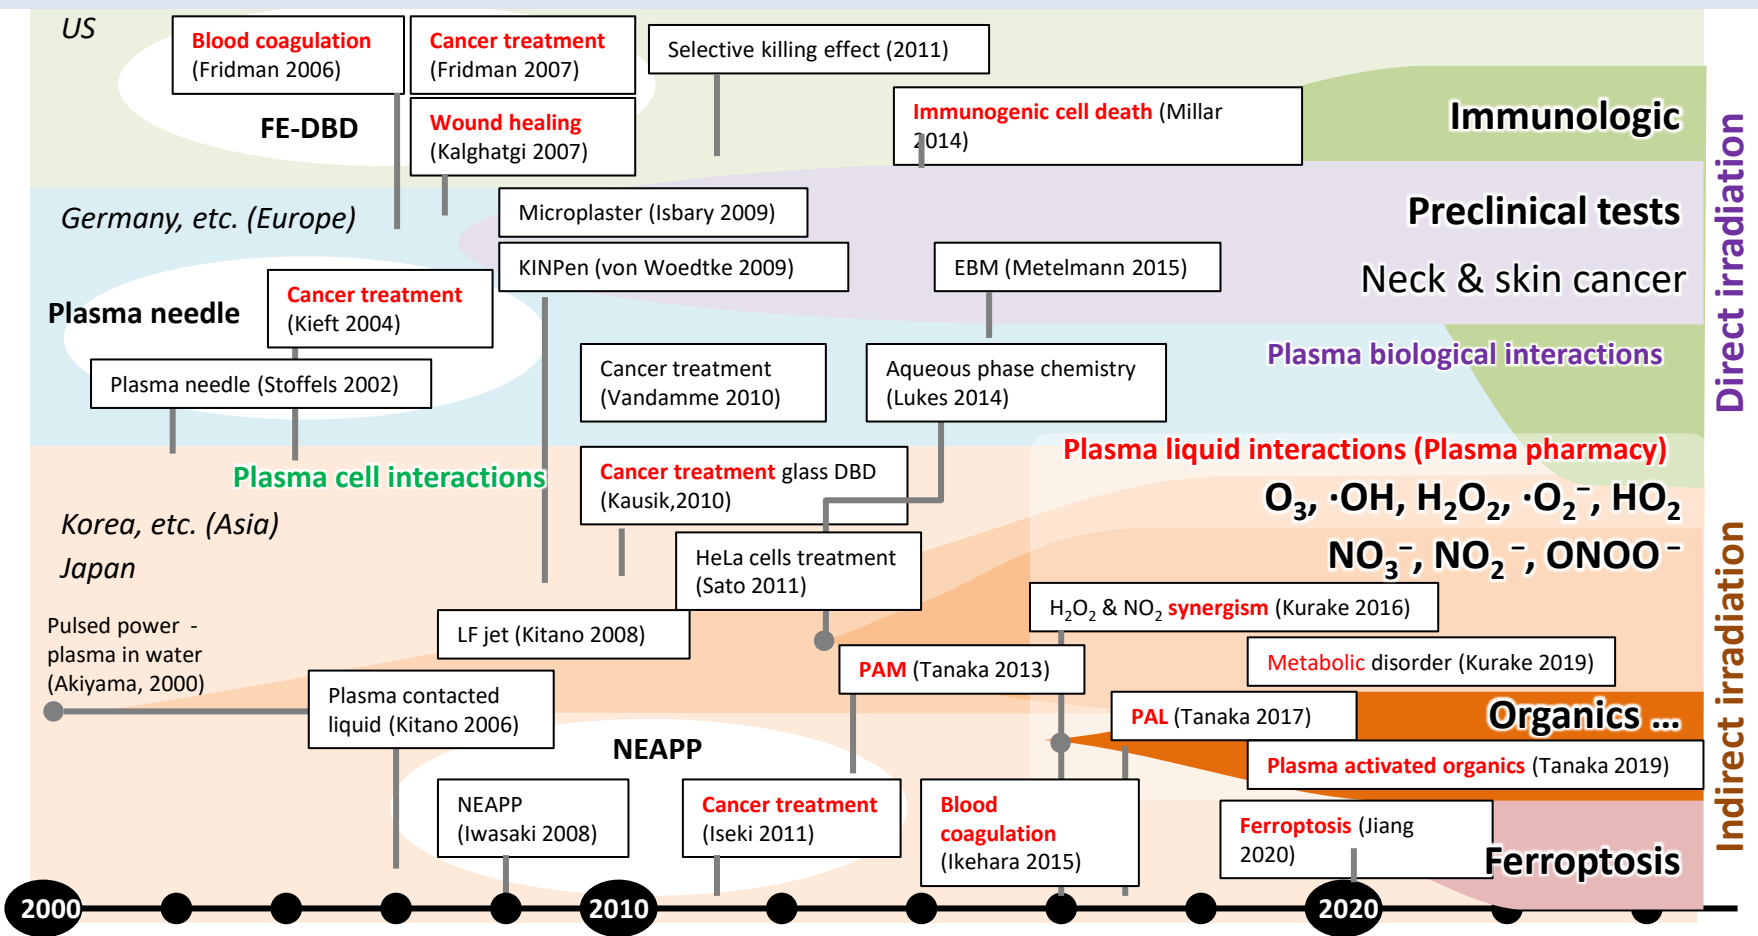 US
Blood coagulation
(Fridman 2006)
Cancer treatment
(Fridman 2007)
Selective killing effect (2011)
FE-DBD
Wound healing
(Kalghatgi 2007)
Immunogenic cell death (Millar
2014)
Immunologic
Direct irradiation
Germany, etc. (Europe)
Microplaster (Isbary 2009)
Preclinical tests
KINPen (von Woedtke 2009)
EBM (Metelmann 2015)
Neck & skin cancer
Plasma needle
Cancer treatment
(Kieft 2004)
Plasma needle (Stoffels 2002)
Cancer treatment
(Vandamme 2010)
Aqueous phase chemistry
(Lukes 2014)
Plasma biological interactions
Plasma cell interactions
Cancer treatment glass DBD
(Kausik,2010)
Plasma liquid interactions (Plasma pharmacy)
O₃, ·OH, H₂O₂, ·O₂⁻, HO₂
NO₃⁻, NO₂⁻, ONOO⁻
Korea, etc. (Asia)
Japan
HeLa cells treatment
(Sato 2011)
Indirect irradiation
Pulsed power -
plasma in water
(Akiyama, 2000)
LF jet (Kitano 2008)
H₂O₂ & NO₂ synergism (Kurake 2016)
PAM (Tanaka 2013)
Metabolic disorder (Kurake 2019)
Plasma contacted
liquid (Kitano 2006)
NEAPP
PAL (Tanaka 2017)
Organics ...
Plasma activated organics (Tanaka 2019)
NEAPP
(Iwasaki 2008)
Cancer treatment
(Iseki 2011)
Blood
coagulation
(Ikehara 2015)
Ferroptosis (Jiang
2020)
Ferroptosis
2000
2010
2020